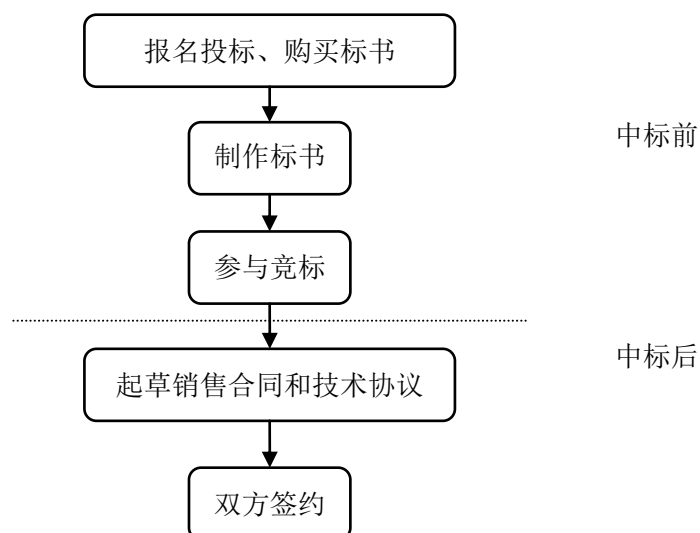 报名投标、购买标书
中标前
制作标书
参与竞标
中标后
起草销售合同和技术协议
双方签约